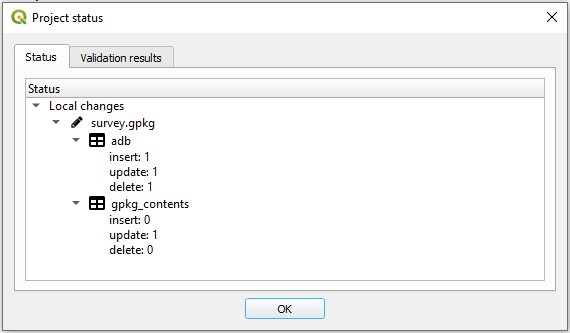 Project status
Status
Validation results
Status
Local changes
survey.gpkg
adb
insert: 1
update: 1
delete: 1
gpkg_contents
insert: 0
update: 1
delete: 0
OK